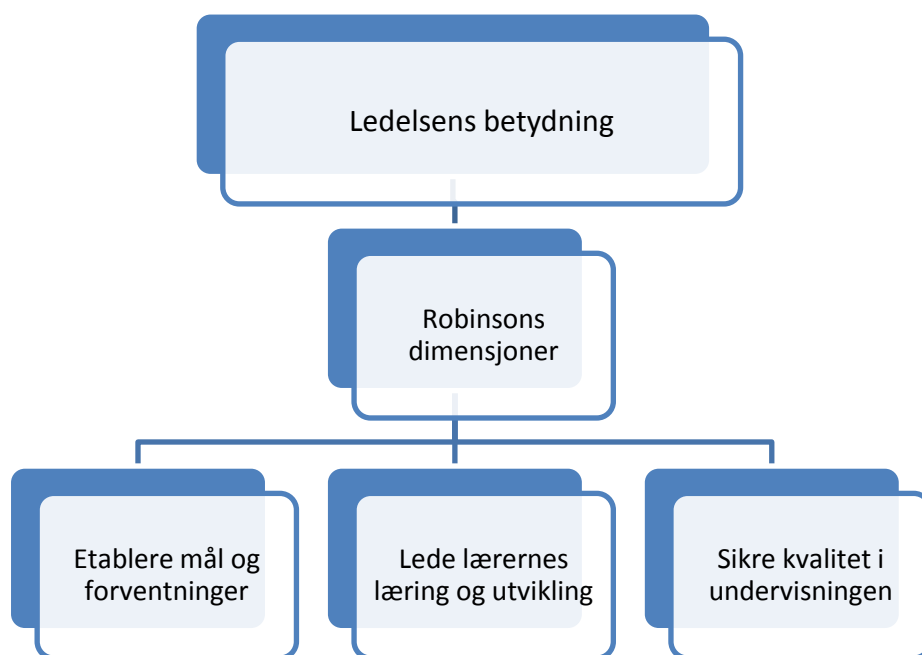 Ledelsens betydning
Robinsons
dimensjoner
Etablere mål og
forventninger
Lede lærernes
læring og utvikling
Sikre kvalitet i
undervisningen